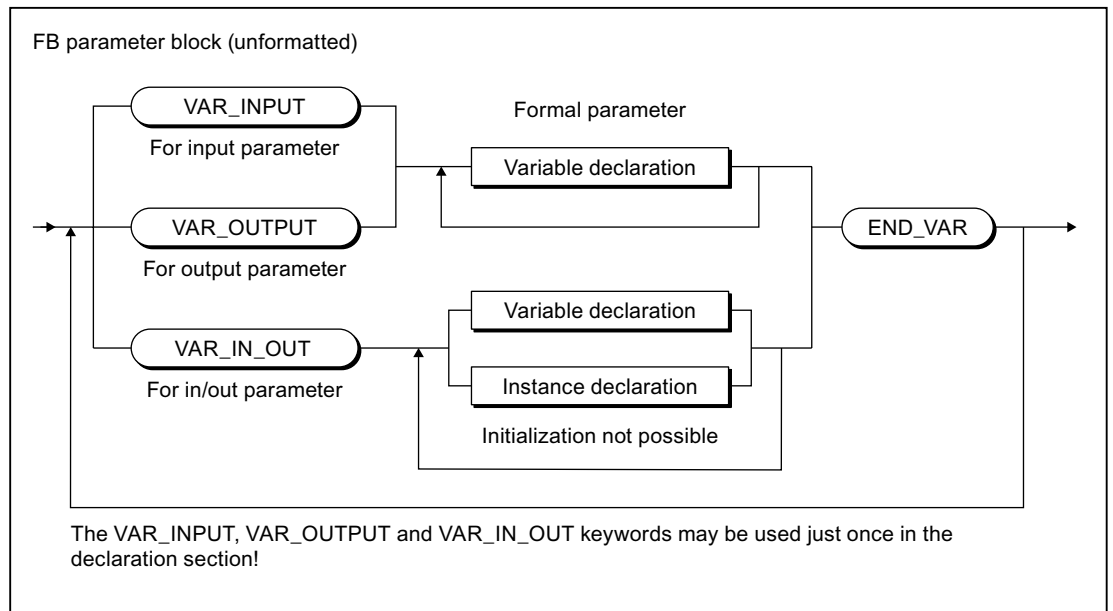 FB parameter block (unformatted)
VAR_INPUT
For input parameter
Formal parameter
Variable declaration
VAR_OUTPUT
For output parameter
END_VAR
Variable declaration
VAR_IN_OUT
For in/out parameter
Instance declaration
Initialization not possible
The VAR_INPUT, VAR_OUTPUT and VAR_IN_OUT keywords may be used just once in the
declaration section!